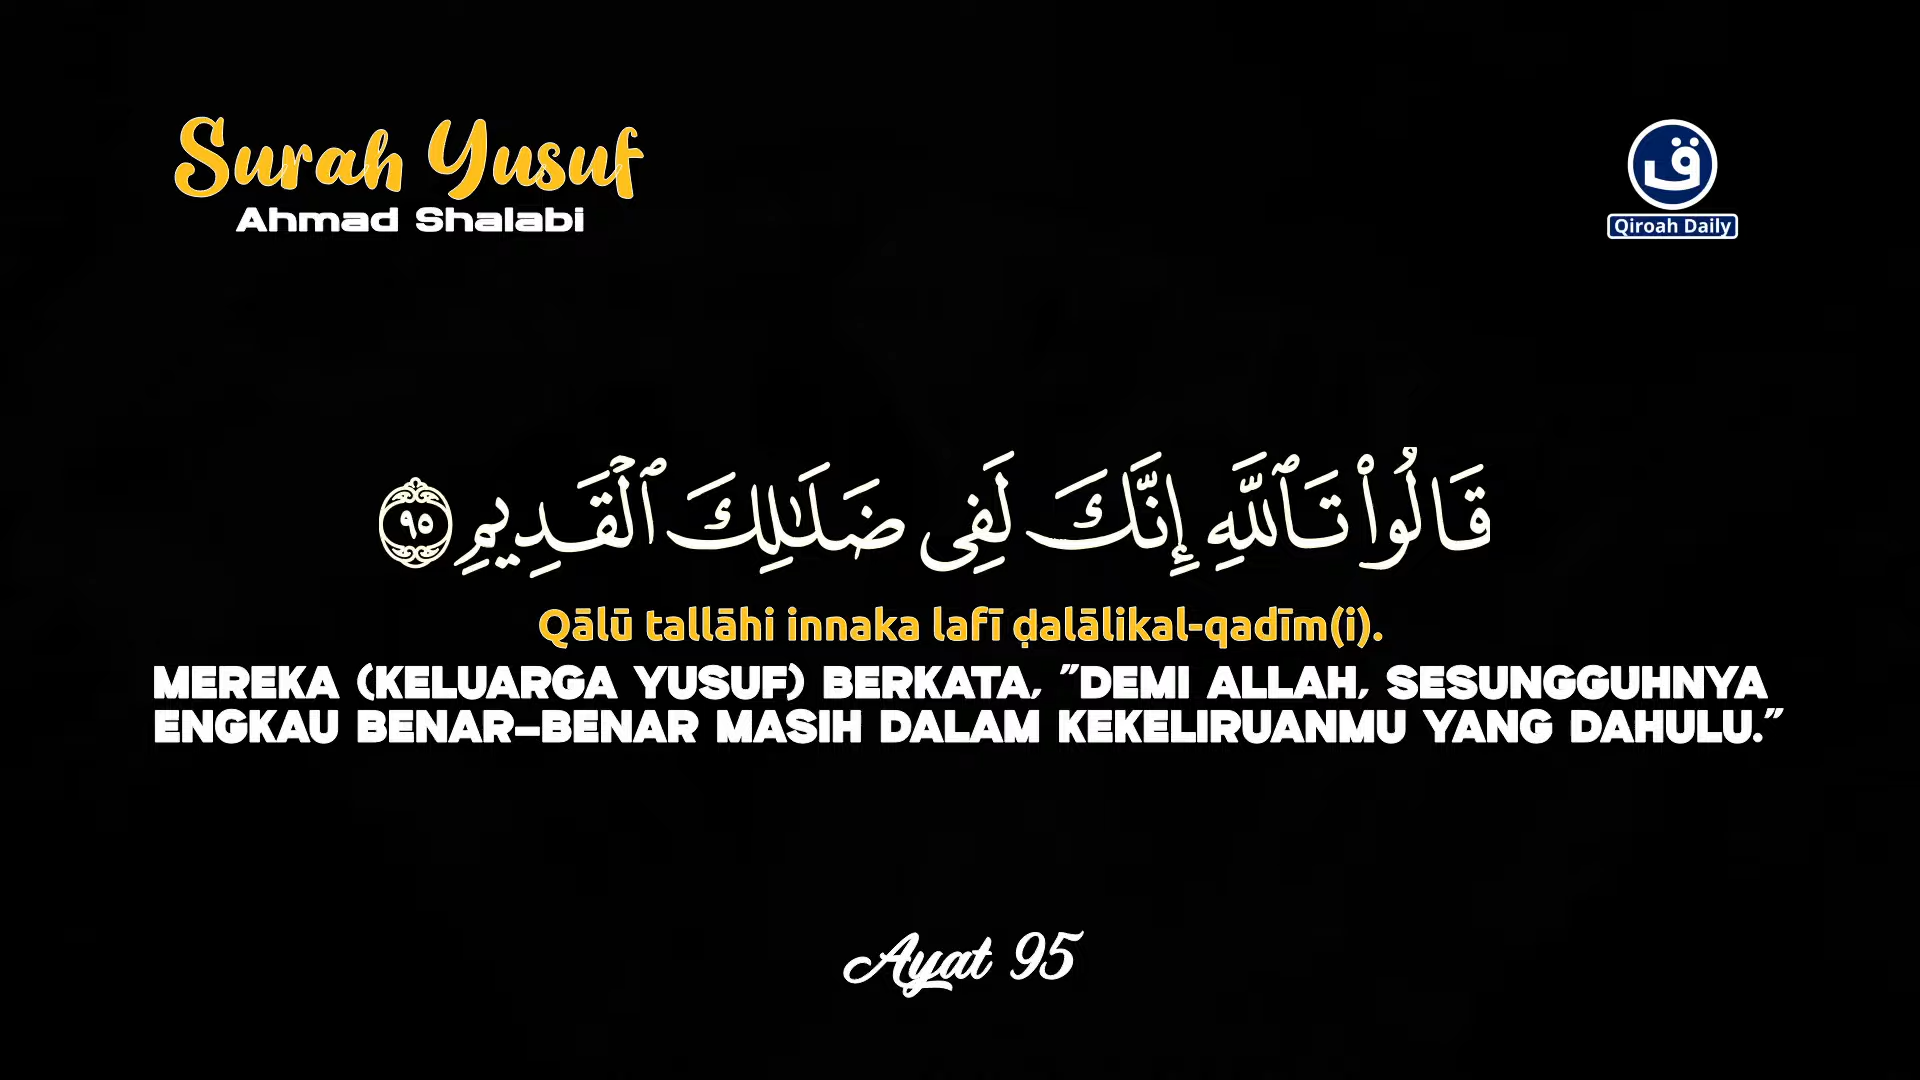 Surah Yusuf
Ahmad Shalabi
ق
Qiroah Daily
قَالُوا۟ تَٱللَّهِ إِنَّكَ لَفِى ضَلَـٰلِكَ ٱلْقَدِيمِ ٩٥
Qālū tallāhi innaka lafī ḍalālikal-qadīm(i).
MEREKA (KELUARGA YUSUF) BERKATA, "DEMI ALLAH, SESUNGGUHNYA
ENGKAU BENAR-BENAR MASIH DALAM KEKELIRUANMU YANG DAHULU."
Ayat 95